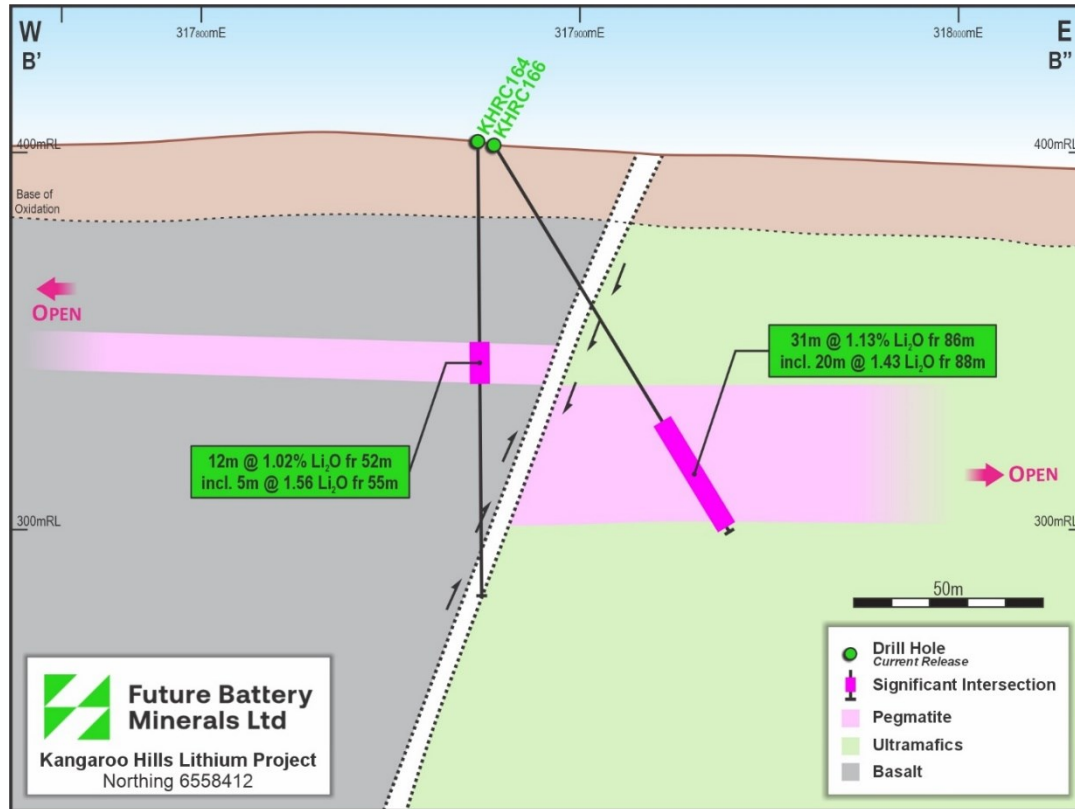 W
B'
317800mE
317900mE
318000mE
E
B"
KHRC164
KHRC166
400mRL
400mRL
Base of
Oxidation
OPEN
31m @ 1.13% Li₂O fr 86m
incl. 20m @ 1.43 Li₂O fr 88m
12m @ 1.02% Li₂O fr 52m
incl. 5m @ 1.56 Li₂O fr 55m
OPEN
300mRL
300mRL
50m
Drill Hole
Current Release
Significant Intersection
Pegmatite
Ultramafics
Basalt
Future Battery
Minerals Ltd
Kangaroo Hills Lithium Project
Northing 6558412